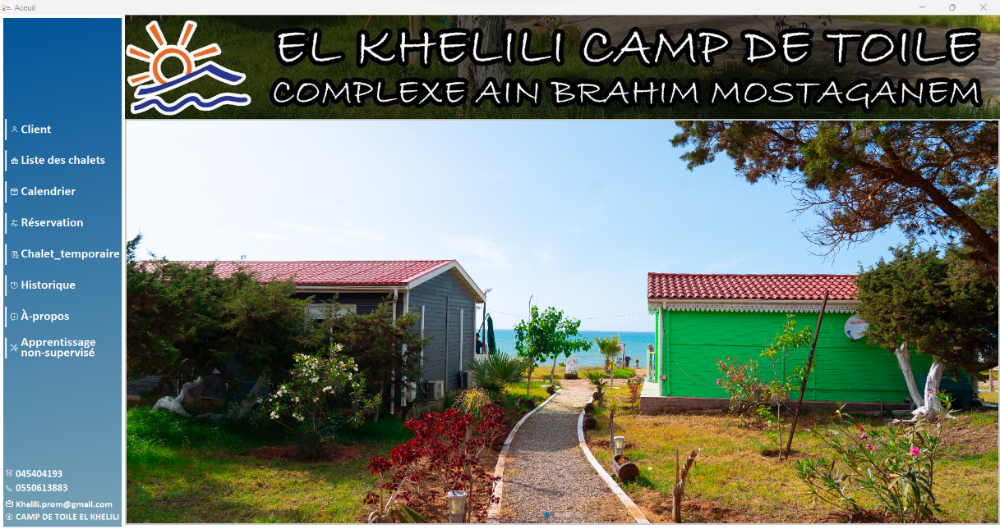 Aceuil
EL KHELILI CAMP DE TOILE
COMPLEXE AIN BRAHIM MOSTAGANEM
Client
Liste des chalets
Calendrier
Réservation
Chalet_temporaire
Historique
À-propos
Apprentissage
non-supervisé
045404193
0550613883
Khelili.prom@gmail.com
CAMP DE TOILE EL KHELILI